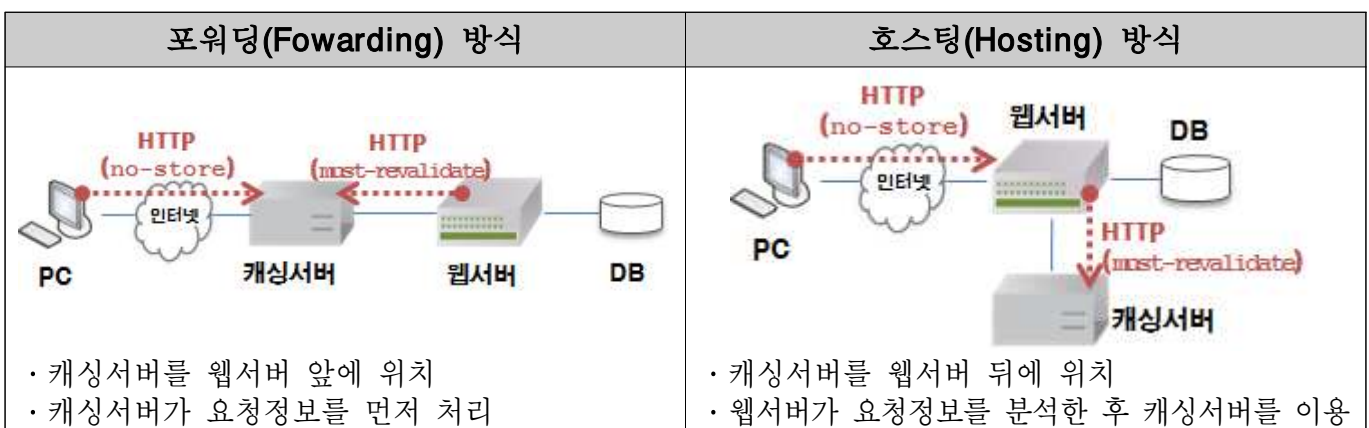 포워딩(Fowarding) 방식
호스팅(Hosting) 방식
HTTP
(no-store)
HTTP
(most-revalidate)
인터넷
PC
캐싱서버
웹서버
DB
· 캐싱서버를 웹서버 앞에 위치
· 캐싱서버가 요청정보를 먼저 처리
HTTP
(no-store)
웹서버
DB
인터넷
PC
HTTP
(most-revalidate)
캐싱서버
· 캐싱서버를 웹서버 뒤에 위치
· 웹서버가 요청정보를 분석한 후 캐싱서버를 이용